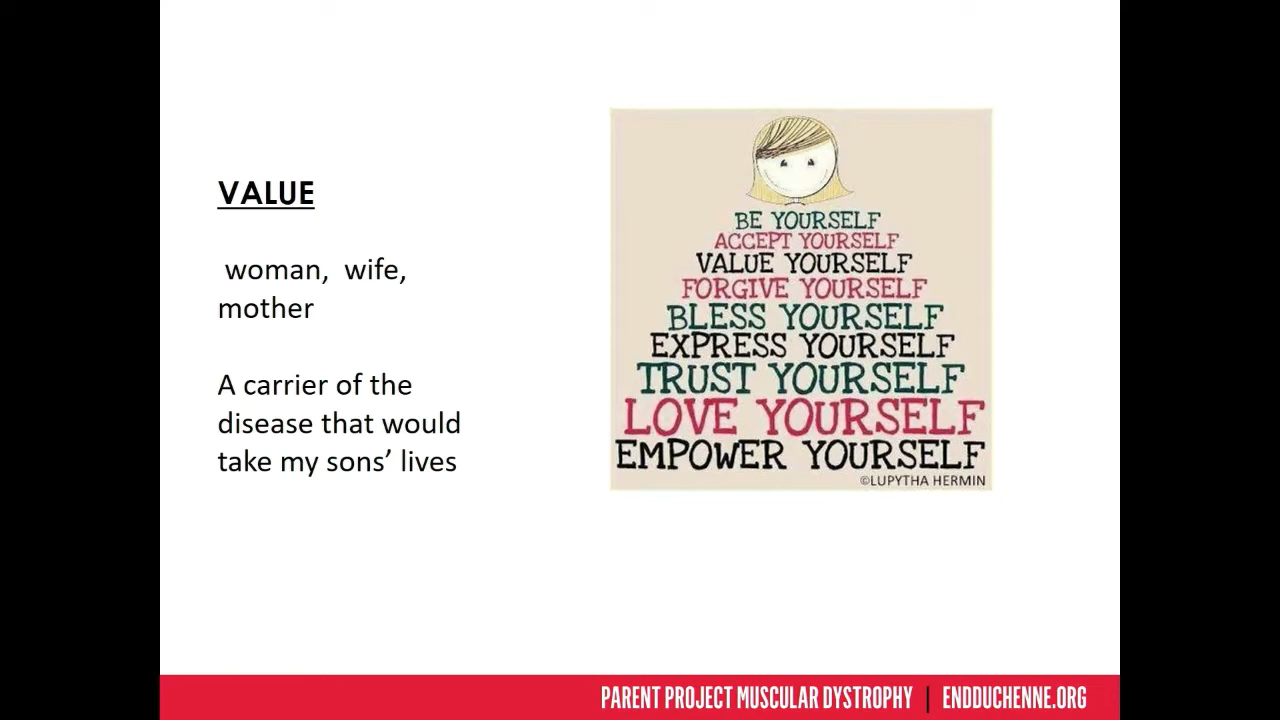 VALUE
woman, wife,
mother
A carrier of the
disease that would
take my sons’ lives
BE YOURSELF
ACCEPT YOURSELF
VALUE YOURSELF
FORGIVE YOURSELF
BLESS YOURSELF
EXPRESS YOURSELF
TRUST YOURSELF
LOVE YOURSELF
EMPOWER YOURSELF
©LUPYTHA HERMIN
PARENT PROJECT MUSCULAR DYSTROPHY | ENDDUCHENNE.ORG